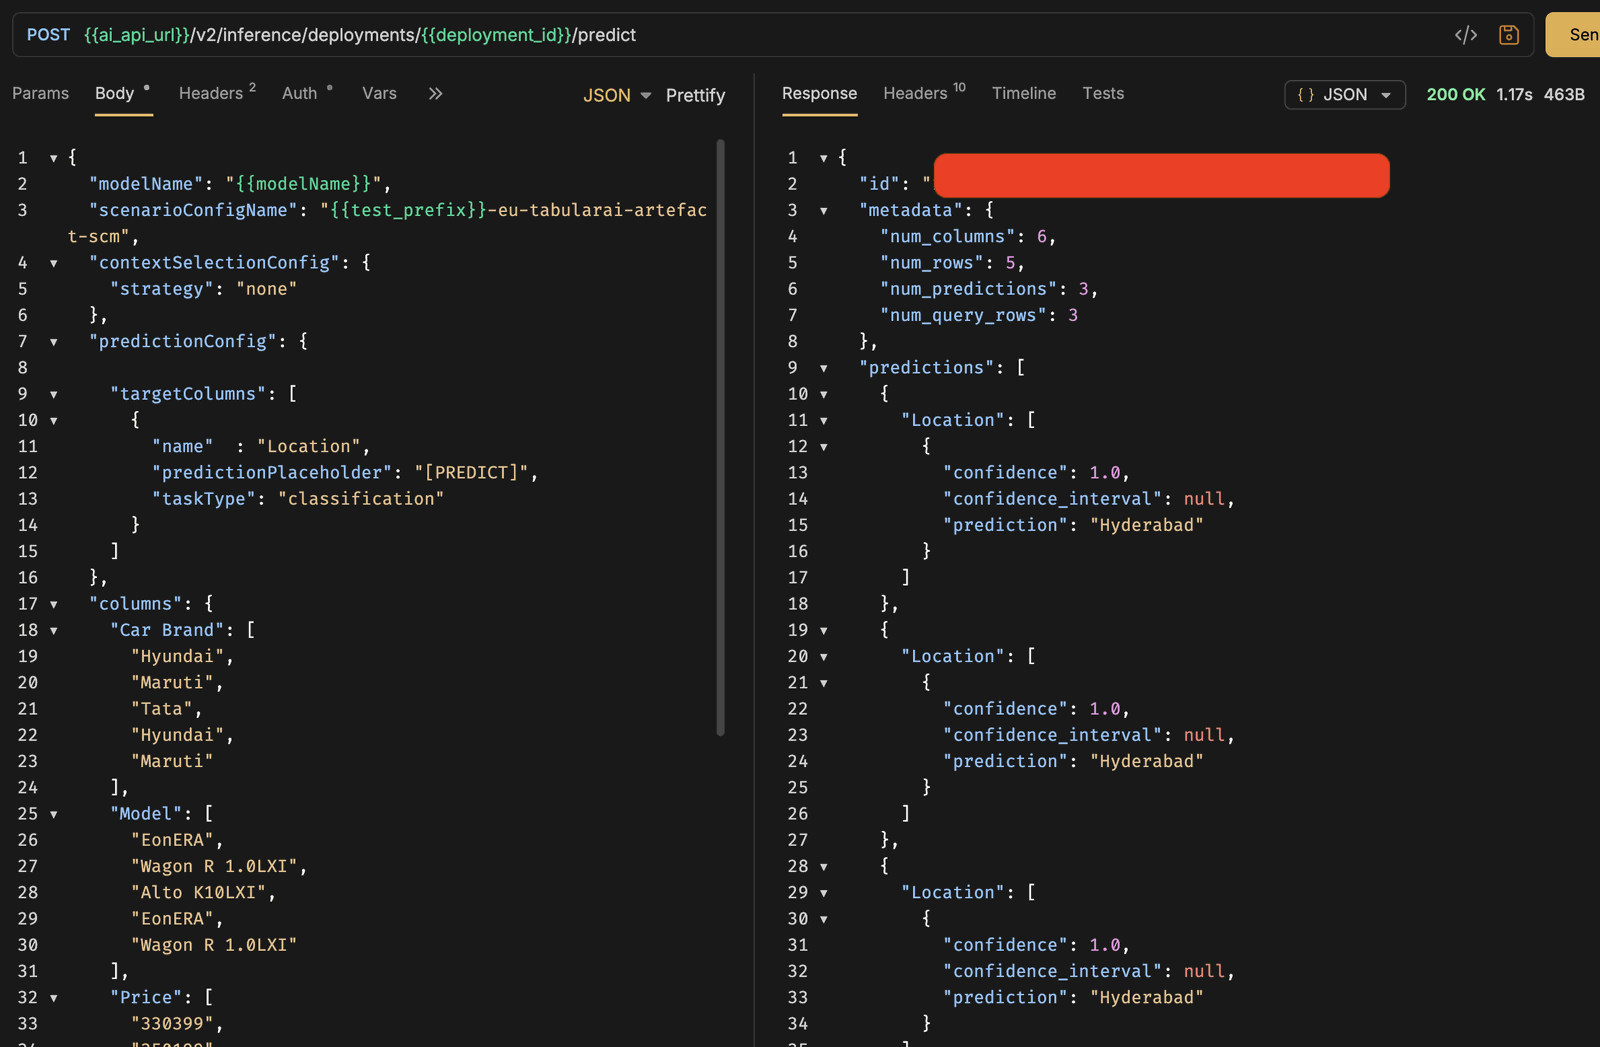 POST {{ai_api_url}}/v2/inference/deployments/{{deployment_id}}/predict
</> Sen
Params Body Headers 2 Auth Vars >> JSON Prettify
1 {
2 "modelName": "{{modelName}}",
3 "scenarioConfigName": "{{test_prefix}}-eu-tabularai-artefac
t-scm",
4 "contextSelectionConfig": {
5 "strategy": "none"
6 },
7 "predictionConfig": {
8
9 "targetColumns": [
10 {
11 "name"  : "Location",
12 "predictionPlaceholder": "[PREDICT]",
13 "taskType": "classification"
14 }
15 ]
16 },
17 "columns": {
18 "Car Brand": [
19 "Hyundai",
20 "Maruti",
21 "Tata",
22 "Hyundai",
23 "Maruti"
24 ],
25 "Model": [
26 "EonERA",
27 "Wagon R 1.0LXI",
28 "Alto K10LXI",
29 "EonERA",
30 "Wagon R 1.0LXI"
31 ],
32 "Price": [
33 "330399",
Response Headers 10 Timeline Tests { } JSON 200 OK 1.17s 463B
1 {
2 "id": "
3 "metadata": {
4 "num_columns": 6,
5 "num_rows": 5,
6 "num_predictions": 3,
7 "num_query_rows": 3
8 },
9 "predictions": [
10 {
11 "Location": [
12 {
13 "confidence": 1.0,
14 "confidence_interval": null,
15 "prediction": "Hyderabad"
16 }
17 ]
18 },
19 {
20 "Location": [
21 {
22 "confidence": 1.0,
23 "confidence_interval": null,
24 "prediction": "Hyderabad"
25 }
26 ]
27 },
28 {
29 "Location": [
30 {
31 "confidence": 1.0,
32 "confidence_interval": null,
33 "prediction": "Hyderabad"
34 }